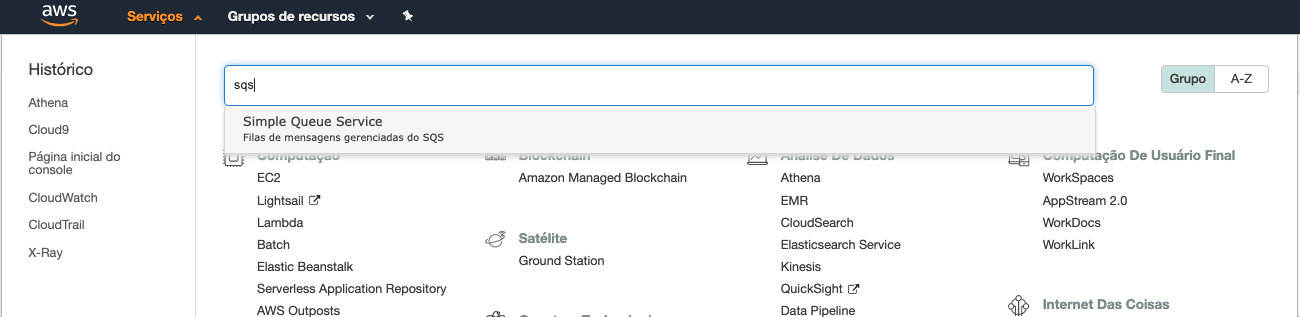 aws
Serviços
Grupos de recursos
Histórico
Athena
Cloud9
Página inicial do
console
CloudWatch
CloudTrail
X-Ray
sqs
Grupo
A-Z
Simple Queue Service
Filas de mensagens gerenciadas do SQS
Computação
EC2
Lightsail
Lambda
Batch
Elastic Beanstalk
Serverless Application Repository
AWS Outposts
Blockchain
Amazon Managed Blockchain
Satélite
Ground Station
Análise De Dados
Athena
EMR
CloudSearch
Elasticsearch Service
Kinesis
QuickSight
Data Pipeline
Computação De Usuário Final
WorkSpaces
AppStream 2.0
WorkDocs
WorkLink
Internet Das Coisas